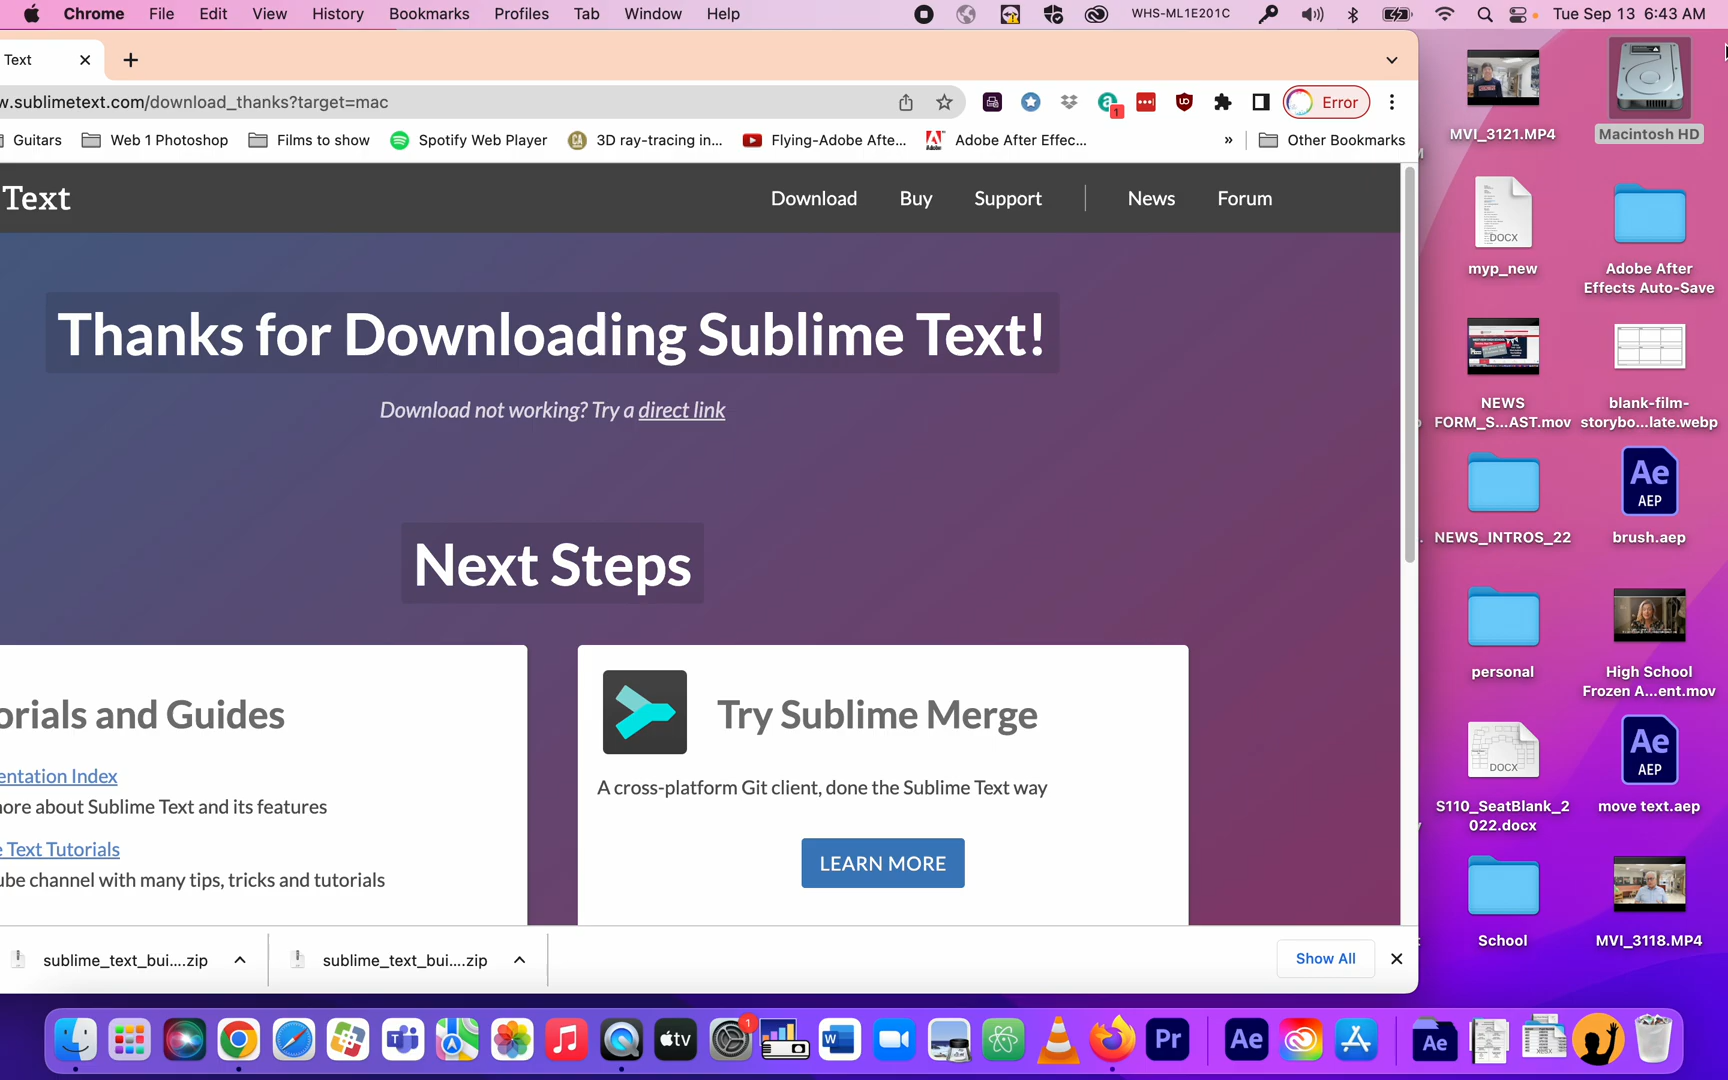 Chrome File Edit View History Bookmarks Profiles Tab Window Help WHS-ML1E201C Tue Sep 13 6:43 AM
Text
w.sublimetext.com/download_thanks?target=mac
1
Error
Guitars Web 1 Photoshop Films to show Spotify Web Player 3D ray-tracing in... Flying-Adobe Afte... Adobe After Effec... » Other Bookmarks
Text
Download Buy Support News Forum
Thanks for Downloading Sublime Text!
Download not working? Try a direct link
Next Steps
orials and Guides
entation Index
ore about Sublime Text and its features
e Text Tutorials
ube channel with many tips, tricks and tutorials
Try Sublime Merge
A cross-platform Git client, done the Sublime Text way
LEARN MORE
sublime_text_bui....zip
sublime_text_bui....zip
Show All
MVI_3121.MP4
Macintosh HD
DOCX
myp_new
Adobe After
Effects Auto-Save
NEWS
FORM_S...AST.mov
blank-film-
storybo...late.webp
NEWS_INTROS_22
Ae
AEP
brush.aep
personal
High School
Frozen A...ent.mov
DOCX
S110_SeatBlank_2
022.docx
Ae
AEP
move text.aep
School
MVI_3118.MP4
tv
1
W
Pr
Ae
Ae